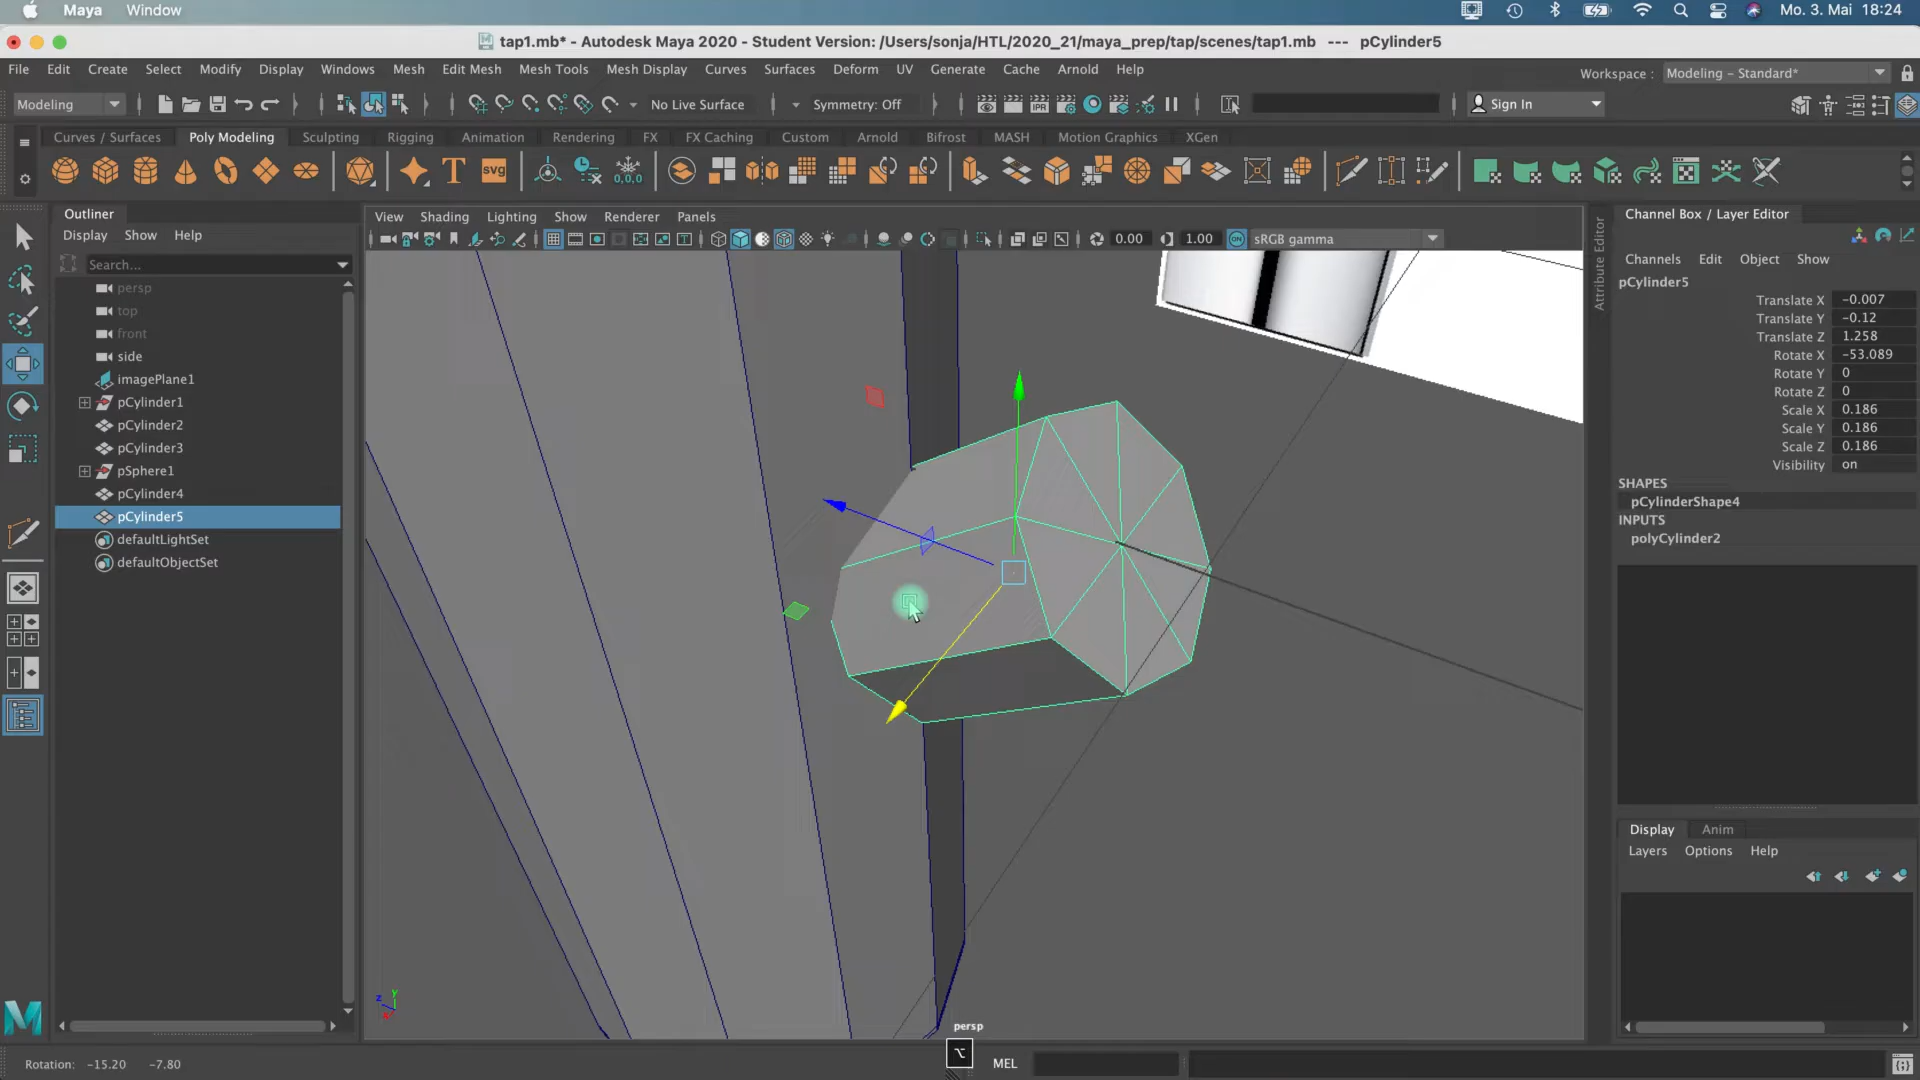 Maya Window Mo. 3. Mai 18:24
tap1.mb* - Autodesk Maya 2020 - Student Version: /Users/sonja/HTL/2020_21/maya_prep/tap/scenes/tap1.mb --- pCylinder5
File Edit Create Select Modify Display Windows Mesh Edit Mesh Mesh Tools Mesh Display Curves Surfaces Deform UV Generate Cache Arnold Help Workspace : Modeling - Standard*
Modeling No Live Surface Symmetry: Off IPR Sign In
Curves / Surfaces Poly Modeling Sculpting Rigging Animation Rendering FX FX Caching Custom Arnold Bifrost MASH Motion Graphics XGen
T SVG 0,0,0
Outliner
Display Show Help
Search...
persp
top
front
side
imagePlane1
pCylinder1
pCylinder2
pCylinder3
pSphere1
pCylinder4
pCylinder5
defaultLightSet
defaultObjectSet
View Shading Lighting Show Renderer Panels
0.00 1.00 ON sRGB gamma
z y x
persp
Attribute Editor
Channel Box / Layer Editor
Channels Edit Object Show
pCylinder5
Translate X -0.007
Translate Y -0.12
Translate Z 1.258
Rotate X -53.089
Rotate Y 0
Rotate Z 0
Scale X 0.186
Scale Y 0.186
Scale Z 0.186
Visibility on
SHAPES
pCylinderShape4
INPUTS
polyCylinder2
Display Anim
Layers Options Help
Rotation: -15.20 -7.80 ⌥ MEL